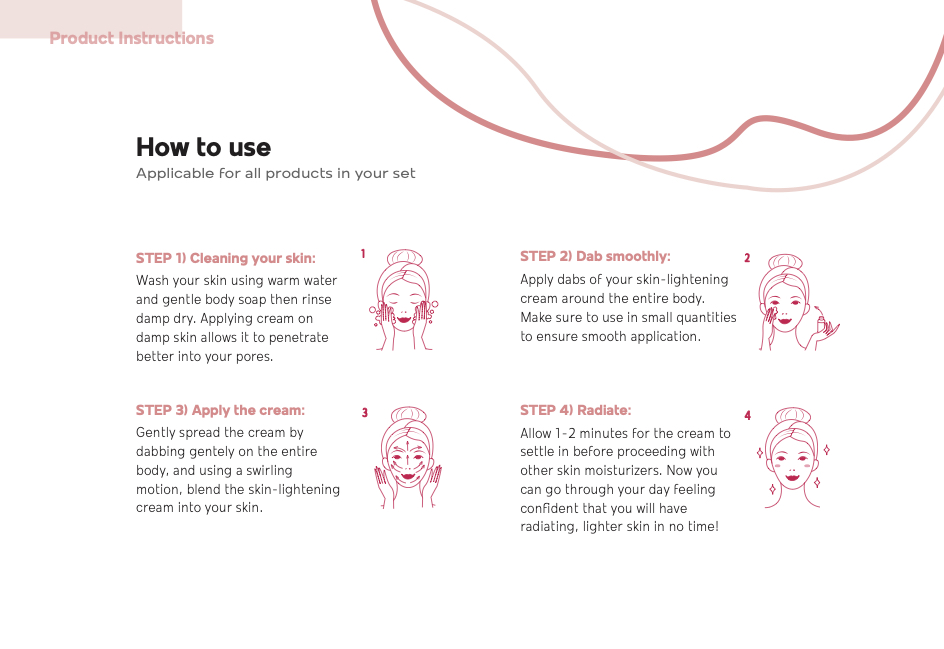 Product Instructions
How to use
Applicable for all products in your set
STEP 1) Cleaning your skin:
Wash your skin using warm water
and gentle body soap then rinse
damp dry. Applying cream on
damp skin allows it to penetrate
better into your pores.
1
STEP 2) Dab smoothly:
Apply dabs of your skin-lightening
cream around the entire body.
Make sure to use in small quantities
to ensure smooth application.
2
STEP 3) Apply the cream:
Gently spread the cream by
dabbing gentely on the entire
body, and using a swirling
motion, blend the skin-lightening
cream into your skin.
3
STEP 4) Radiate:
Allow 1-2 minutes for the cream to
settle in before proceeding with
other skin moisturizers. Now you
can go through your day feeling
confident that you will have
radiating, lighter skin in no time!
4